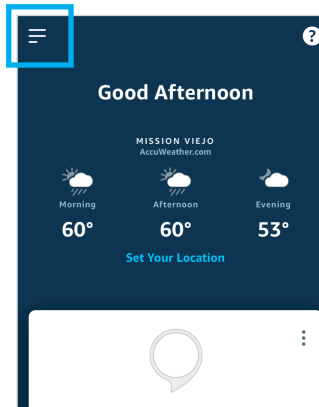 ?
Good Afternoon
MISSION VIEJO
AccuWeather.com
Morning Afternoon Evening
60° 60° 53°
Set Your Location